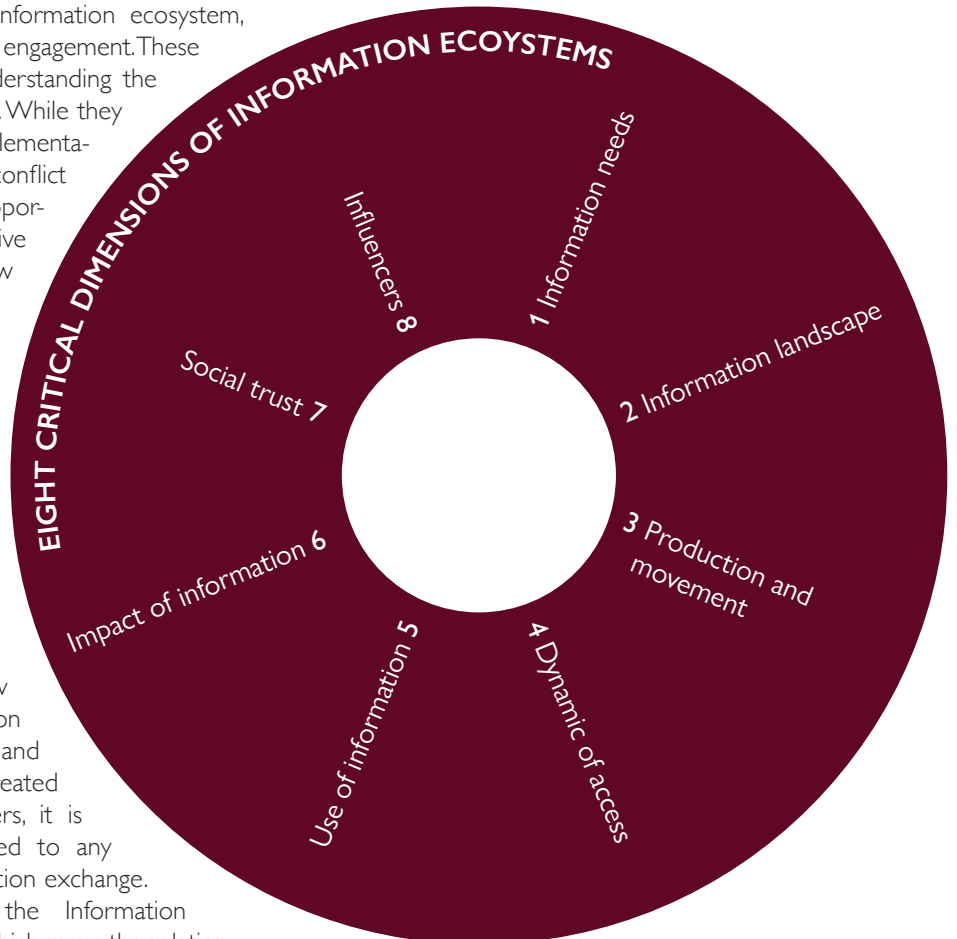 nformation ecosystem,
engagement. These
derstanding the
. While they
lementa-
conflict
ppor-
ive
w
EIGHT CRITICAL DIMENSIONS OF INFORMATION ECOYSTEMS
1 Information needs
2 Information landscape
3 Production and
movement
4 Dynamic of access
Use of information 5
Impact of information 6
Social trust 7
Influencers 8
on
and
reated
ers, it is
ed to any
tion exchange.
the Information